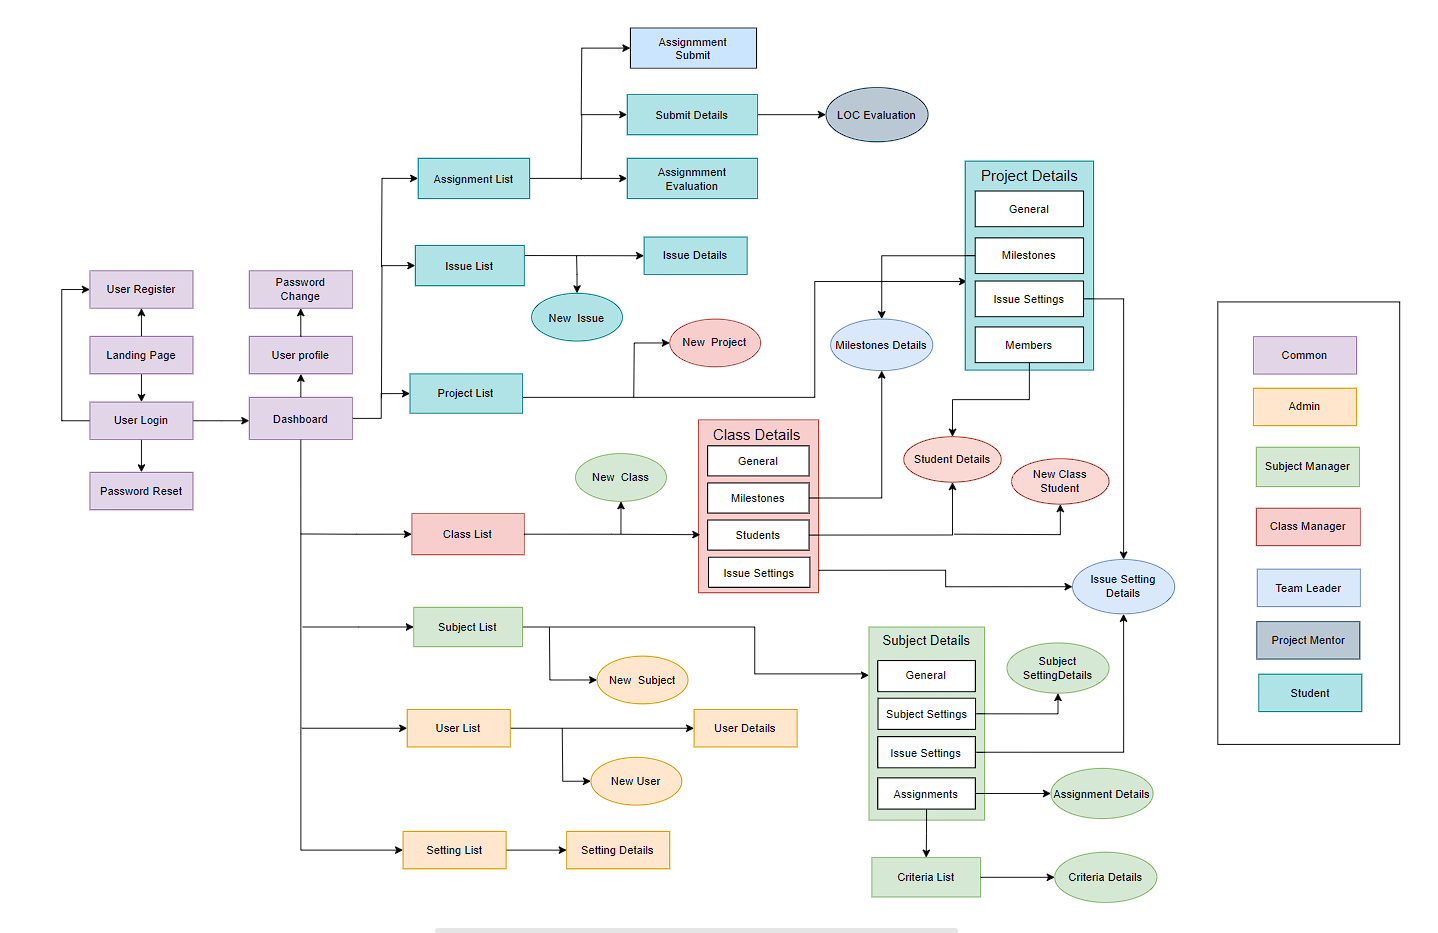 Assignmment
Submit
Submit Details
LOC Evaluation
Assignment List
Assignmment
Evaluation
Project Details
General
Milestones
Issue Settings
Members
Issue List
Issue Details
New  Issue
User Register
Password
Change
Landing Page
User profile
New  Project
Milestones Details
Project List
User Login
Dashboard
Password Reset
Class Details
General
Milestones
Students
Issue Settings
Student Details
New Class
Student
New  Class
Class List
Issue Setting
Details
Subject List
New  Subject
Subject Details
General
Subject Settings
Issue Settings
Assignments
Subject
SettingDetails
User List
User Details
New User
Assignment Details
Setting List
Setting Details
Criteria List
Criteria Details
Common
Admin
Subject Manager
Class Manager
Team Leader
Project Mentor
Student